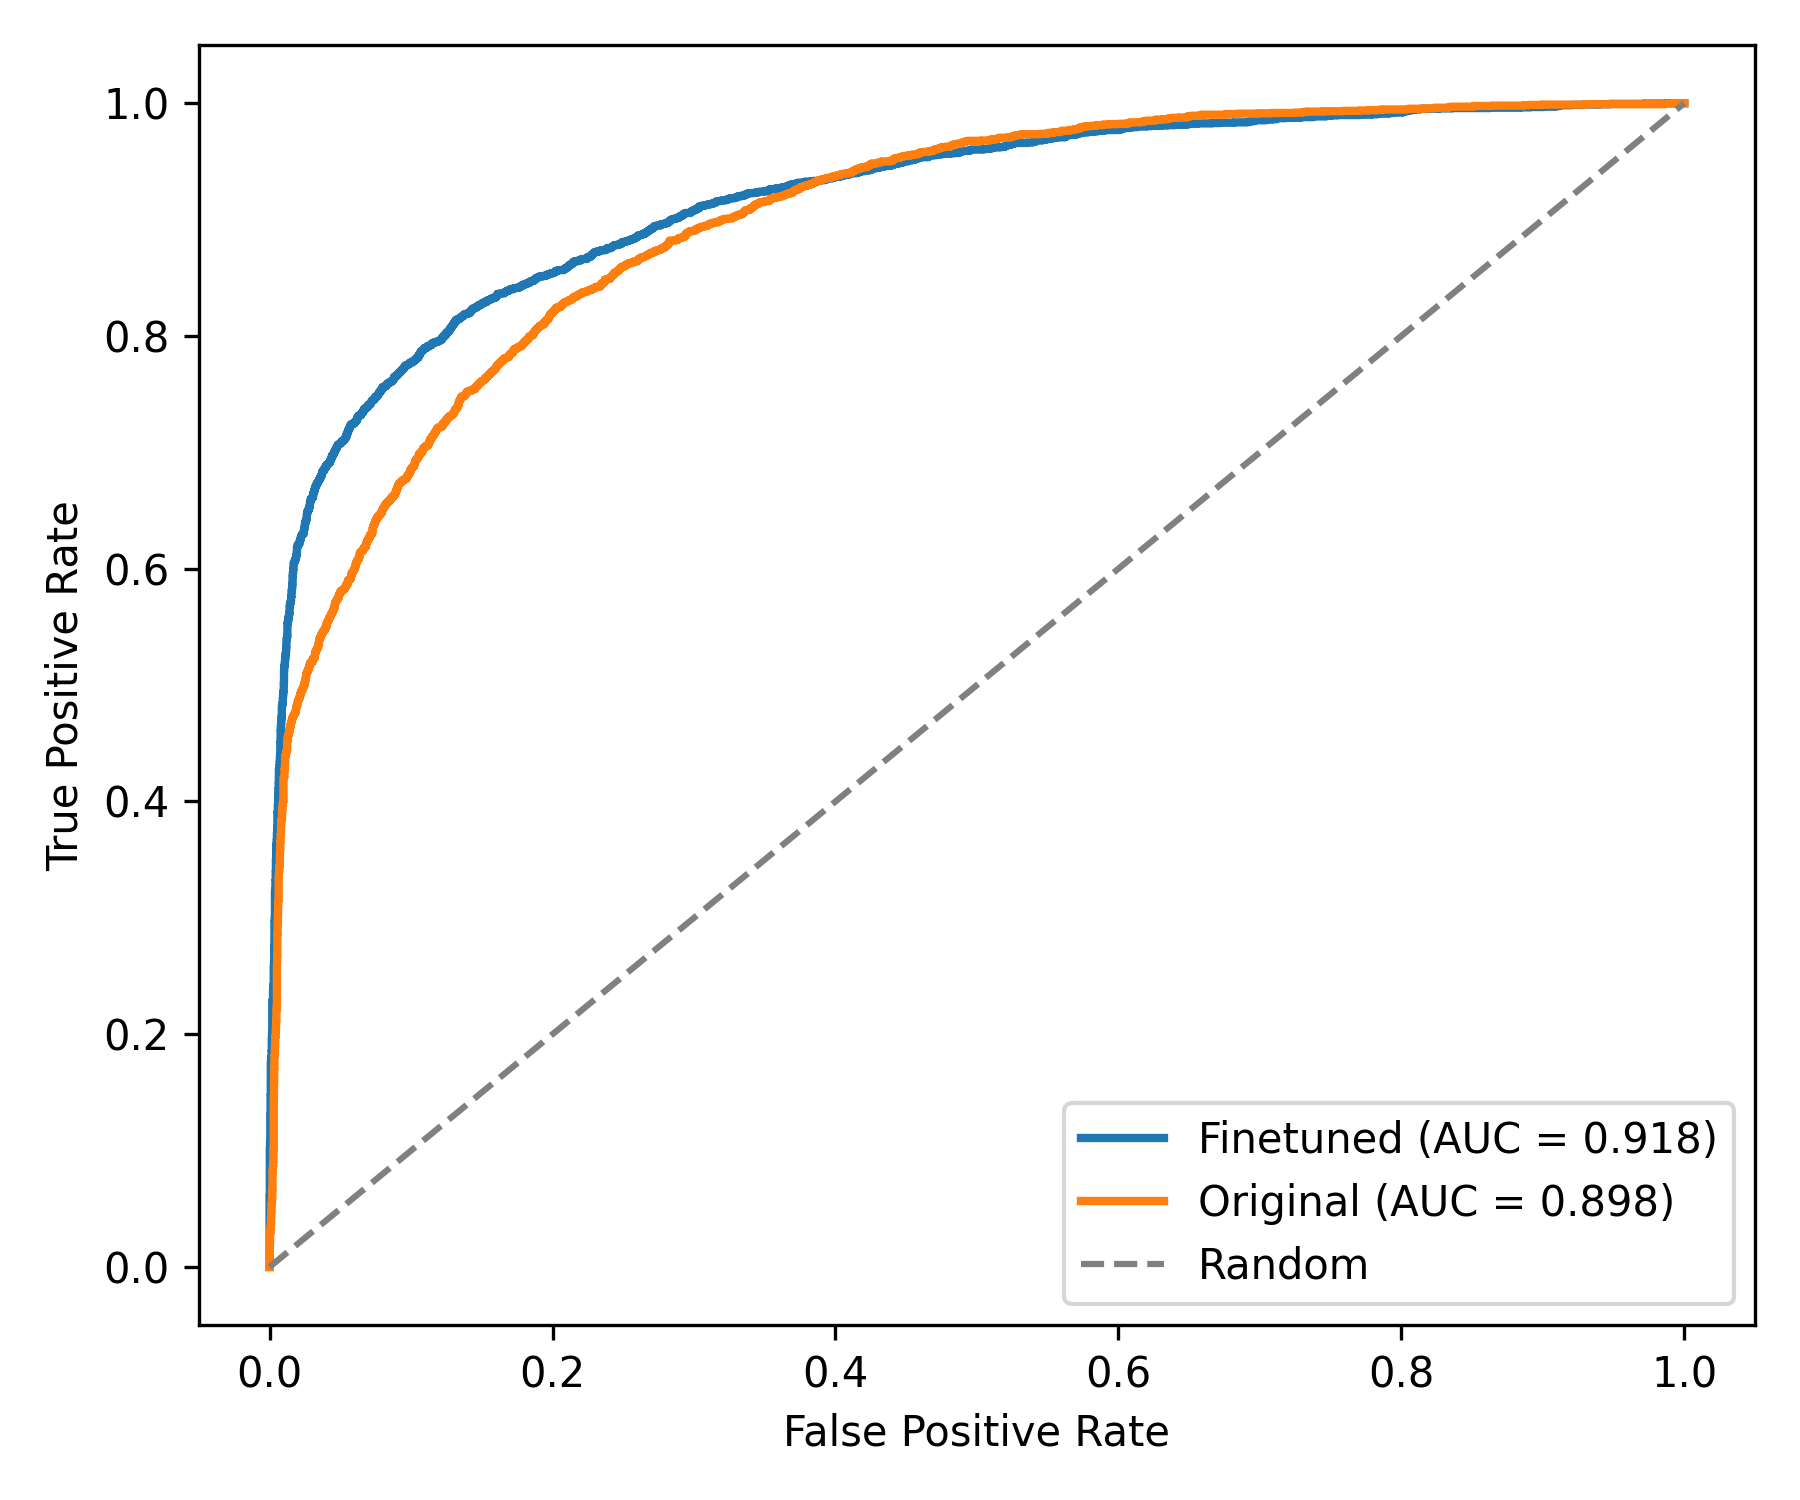 1.0
0.8
0.6
0.4
0.2
0.0
True Positive Rate
Finetuned (AUC = 0.918)
Original (AUC = 0.898)
Random
0.0 0.2 0.4 0.6 0.8 1.0
False Positive Rate